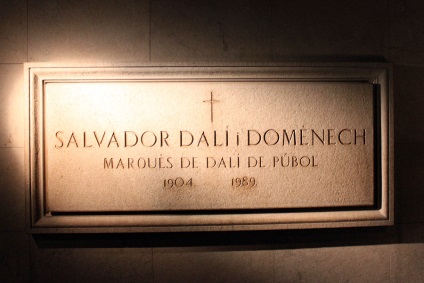 SALVADOR DALÍ i DOMÈNECH
MARQUÈS DE DALÍ DE PÚBOL
1904. 1989.